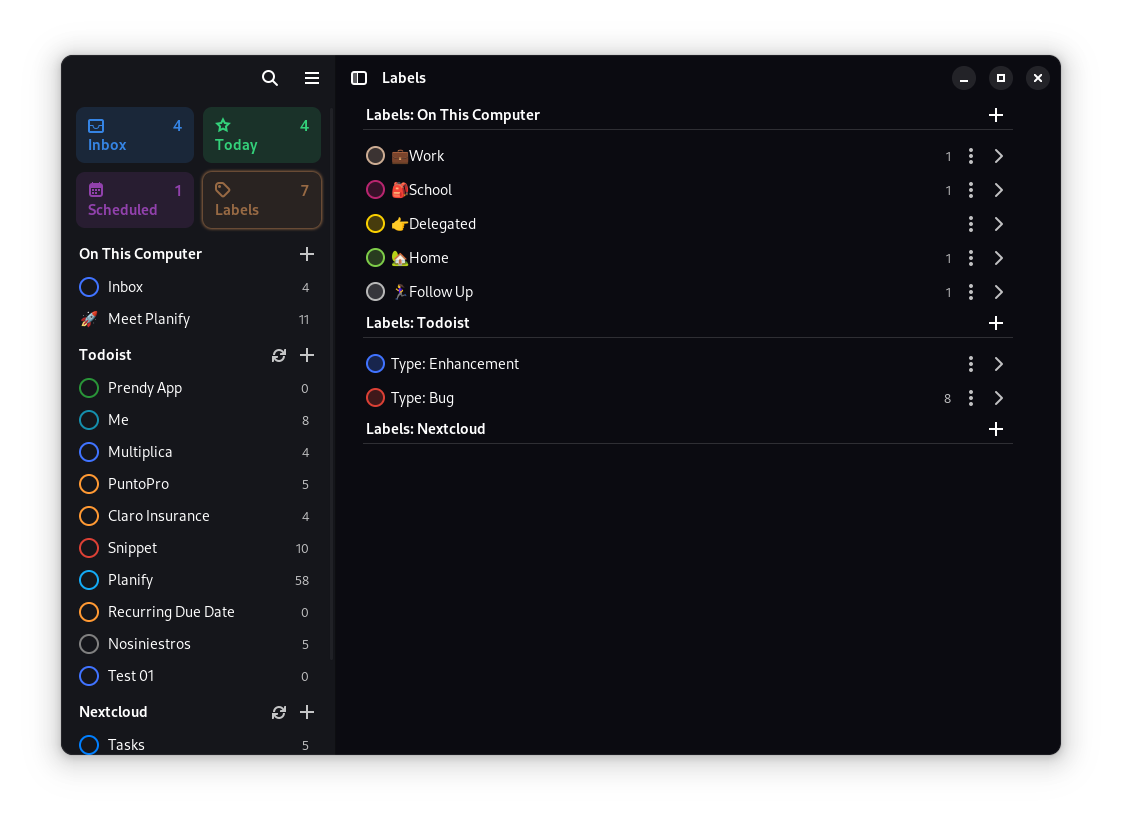 Labels
4
Inbox
4
Today
1
Scheduled
7
Labels
On This Computer
Inbox 4
🚀 Meet Planify 11
Todoist
Prendy App 0
Me 8
Multiplica 4
PuntoPro 5
Claro Insurance 4
Snippet 10
Planify 58
Recurring Due Date 0
Nosiniestros 5
Test 01 0
Nextcloud
Tasks 5
Labels: On This Computer
💼Work 1
🎒School 1
👉Delegated
🏡Home 1
🏃‍♀️Follow Up 1
Labels: Todoist
Type: Enhancement
Type: Bug 8
Labels: Nextcloud